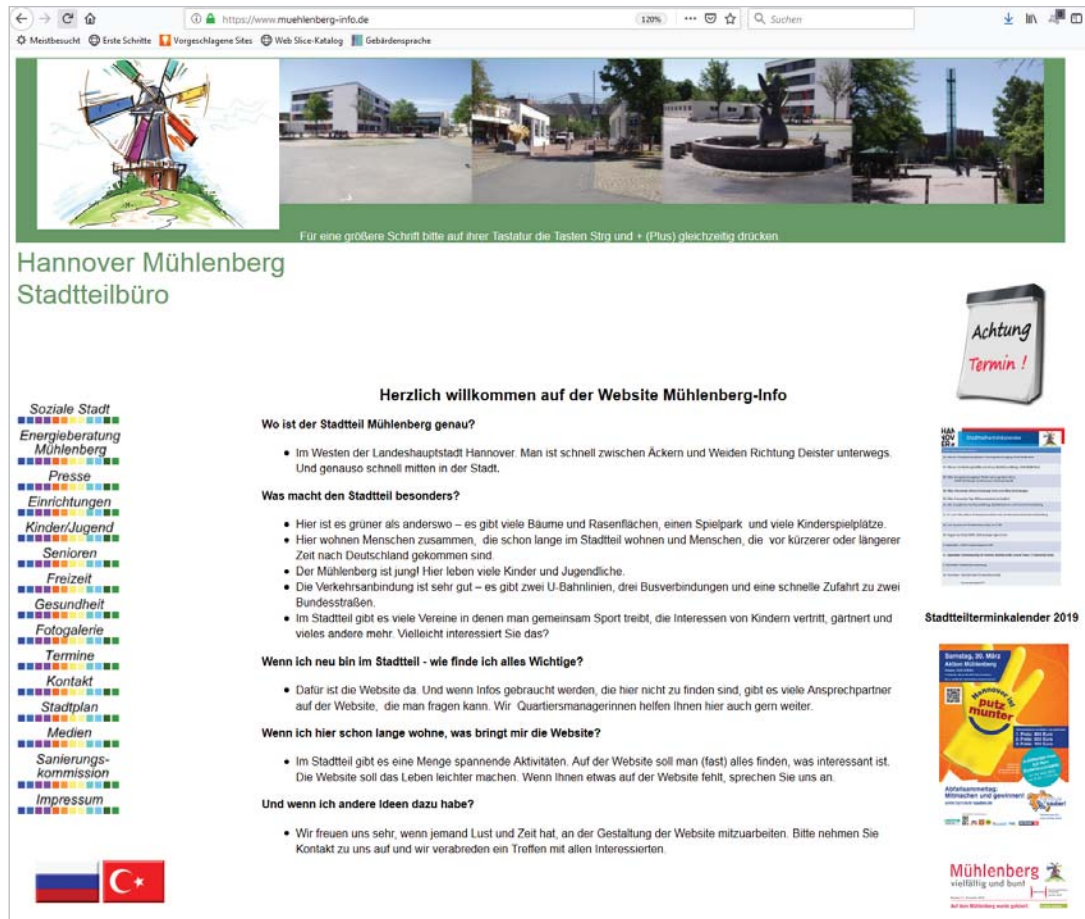 https://www.muehlenberg-info.de
120%
Suchen
Meistbesucht
Erste Schritte
Vorgeschlagene Sites
Web Slice-Katalog
Gebärdensprache
Für eine größere Schrift bitte auf ihrer Tastatur die Tasten Strg und + (Plus) gleichzeitig drücken
Hannover Mühlenberg
Stadtteilbüro
Achtung
Termin !
Soziale Stadt
Energieberatung
Mühlenberg
Presse
Einrichtungen
Kinder/Jugend
Senioren
Freizeit
Gesundheit
Fotogalerie
Termine
Kontakt
Stadtplan
Medien
Sanierungs-
kommission
Impressum
Herzlich willkommen auf der Website Mühlenberg-Info
Wo ist der Stadtteil Mühlenberg genau?
Im Westen der Landeshauptstadt Hannover. Man ist schnell zwischen Äckern und Weiden Richtung Deister unterwegs.
Und genauso schnell mitten in der Stadt.
Was macht den Stadtteil besonders?
Hier ist es grüner als anderswo – es gibt viele Bäume und Rasenflächen, einen Spielpark und viele Kinderspielplätze.
Hier wohnen Menschen zusammen, die schon lange im Stadtteil wohnen und Menschen, die vor kürzerer oder längerer
Zeit nach Deutschland gekommen sind.
Der Mühlenberg ist jung! Hier leben viele Kinder und Jugendliche.
Die Verkehrsanbindung ist sehr gut – es gibt zwei U-Bahnlinien, drei Busverbindungen und eine schnelle Zufahrt zu zwei
Bundesstraßen.
Im Stadtteil gibt es viele Vereine in denen man gemeinsam Sport treibt, die Interessen von Kindern vertritt, gärtnert und
vieles andere mehr. Vielleicht interessiert Sie das?
Wenn ich neu bin im Stadtteil - wie finde ich alles Wichtige?
Dafür ist die Website da. Und wenn Infos gebraucht werden, die hier nicht zu finden sind, gibt es viele Ansprechpartner
auf der Website, die man fragen kann. Wir Quartiersmanagerinnen helfen Ihnen hier auch gern weiter.
Wenn ich hier schon lange wohne, was bringt mir die Website?
Im Stadtteil gibt es eine Menge spannende Aktivitäten. Auf der Website soll man (fast) alles finden, was interessant ist.
Die Website soll das Leben leichter machen. Wenn Ihnen etwas auf der Website fehlt, sprechen Sie uns an.
Und wenn ich andere Ideen dazu habe?
Wir freuen uns sehr, wenn jemand Lust und Zeit hat, an der Gestaltung der Website mitzuarbeiten. Bitte nehmen Sie
Kontakt zu uns auf und wir verabreden ein Treffen mit allen Interessierten.
HAN
NOV
ER
Stadtteilterminkalender
Stadtteilterminkalender 2019
Samstag, 30. März
Aktion Mühlenberg
Hannover ist
putz
munter
Abfallsammeltag:
Mitmachen und gewinnen!
Mühlenberg
vielfältig und bunt
Auf dem Mühlenberg wurde gefeiert